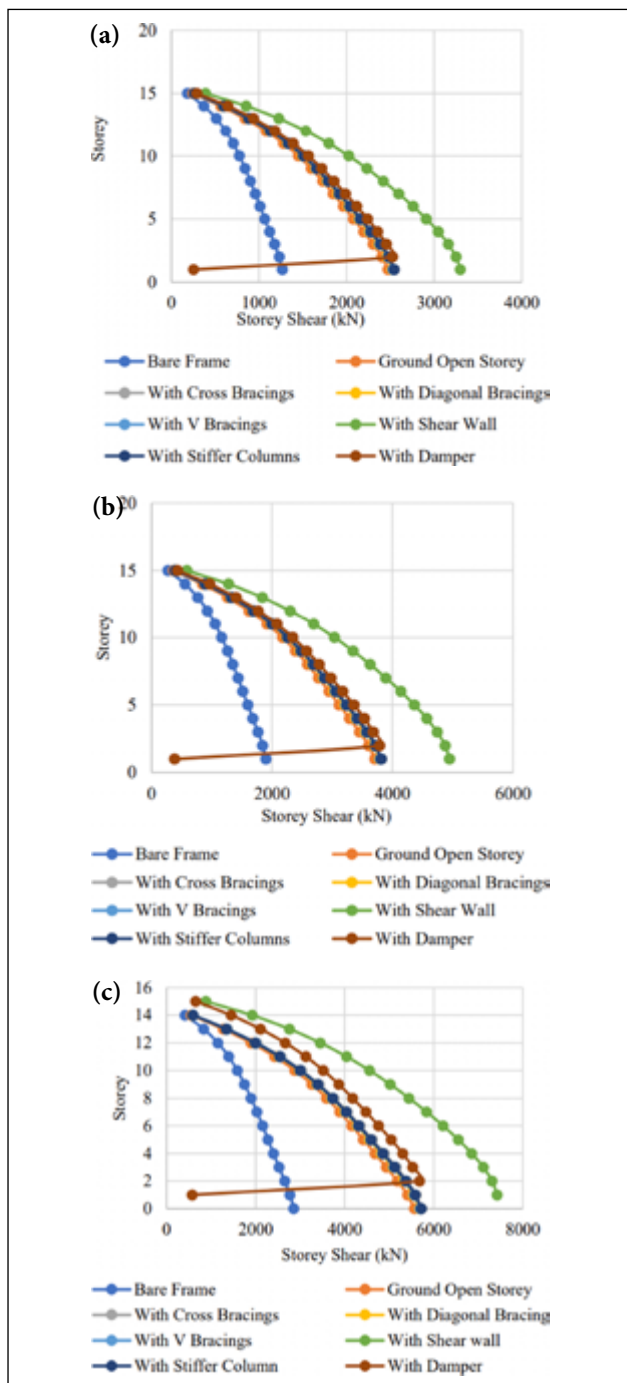 (a)
20
15
10
5
0
Storey
0 1000 2000 3000 4000
Storey Shear (kN)
Bare Frame Ground Open Storey
With Cross Bracings With Diagonal Bracings
With V Bracings With Shear Wall
With Stiffer Columns With Damper
(b)
20
15
10
5
0
Storey
0 2000 4000 6000
Storey Shear (kN)
Bare Frame Ground Open Storey
With Cross Bracings With Diagonal Bracings
With V Bracings With Shear Wall
With Stiffer Columns With Damper
(c)
16
14
12
10
8
6
4
2
0
Storey
0 2000 4000 6000 8000
Storey Shear (kN)
Bare Frame Ground Open Storey
With Cross Bracings With Diagonal Bracing
With V Bracings With Shear wall
With Stiffer Column With Damper